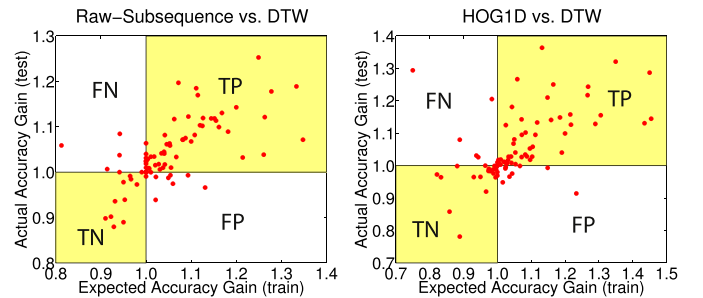 Raw−Subsequence vs. DTW
Actual Accuracy Gain (test)
1.3
1.2
1.1
1.0
0.9
0.8
FN
TP
TN
FP
0.8 0.9 1.0 1.1 1.2 1.3 1.4
Expected Accuracy Gain (train)
HOG1D vs. DTW
Actual Accuracy Gain (test)
1.4
1.3
1.2
1.1
1.0
0.9
0.8
0.7
FN
TP
TN
FP
0.7 0.8 0.9 1.0 1.1 1.2 1.3 1.4 1.5
Expected Accuracy Gain (train)